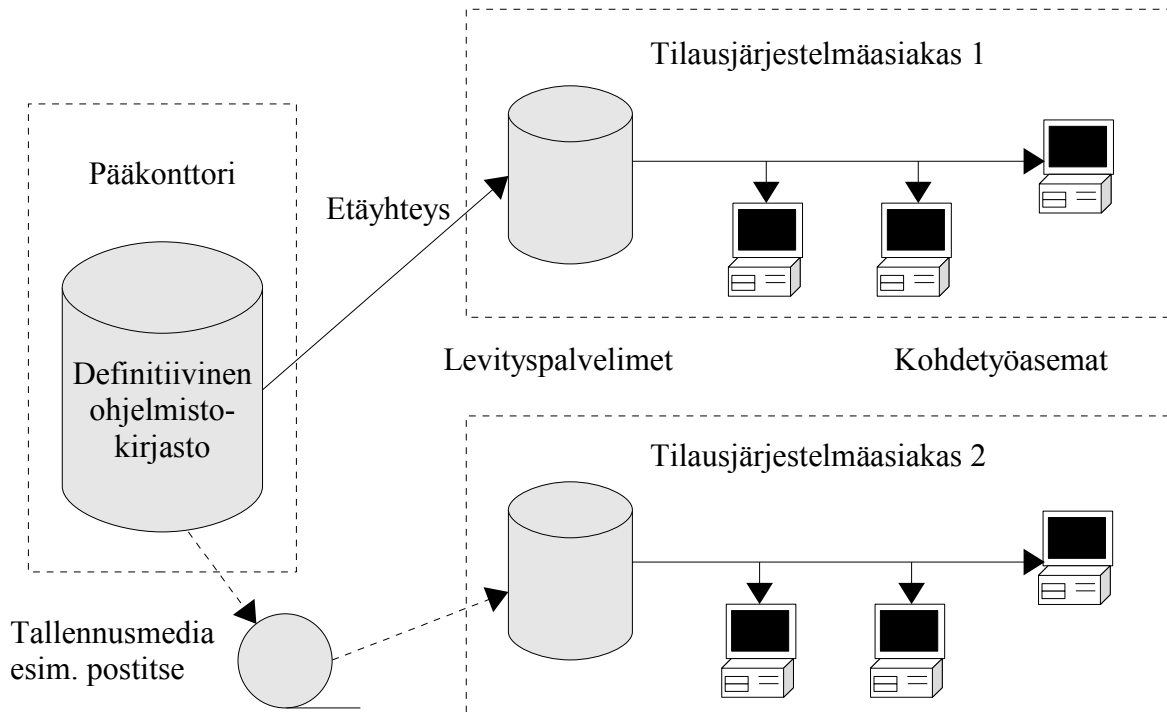 Tilausjärjestelmäasiakas 1
Pääkonttori
Etäyhteys
Definitiivinen
ohjelmisto-
kirjasto
Levityspalvelimet
Kohdetyöasemat
Tilausjärjestelmäasiakas 2
Tallennusmedia
esim. postitse